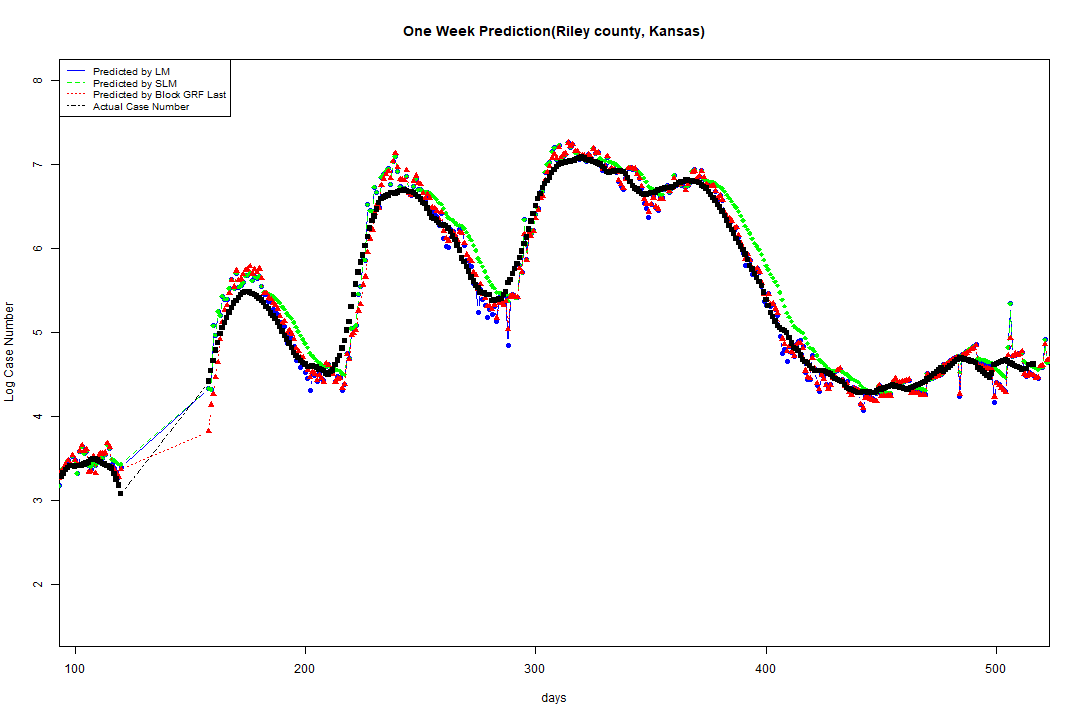 One Week Prediction(Riley county, Kansas)
Predicted by LM
Predicted by SLM
Predicted by Block GRF Last
Actual Case Number
8
7
6
5
4
3
2
Log Case Number
100 200 300 400 500
days